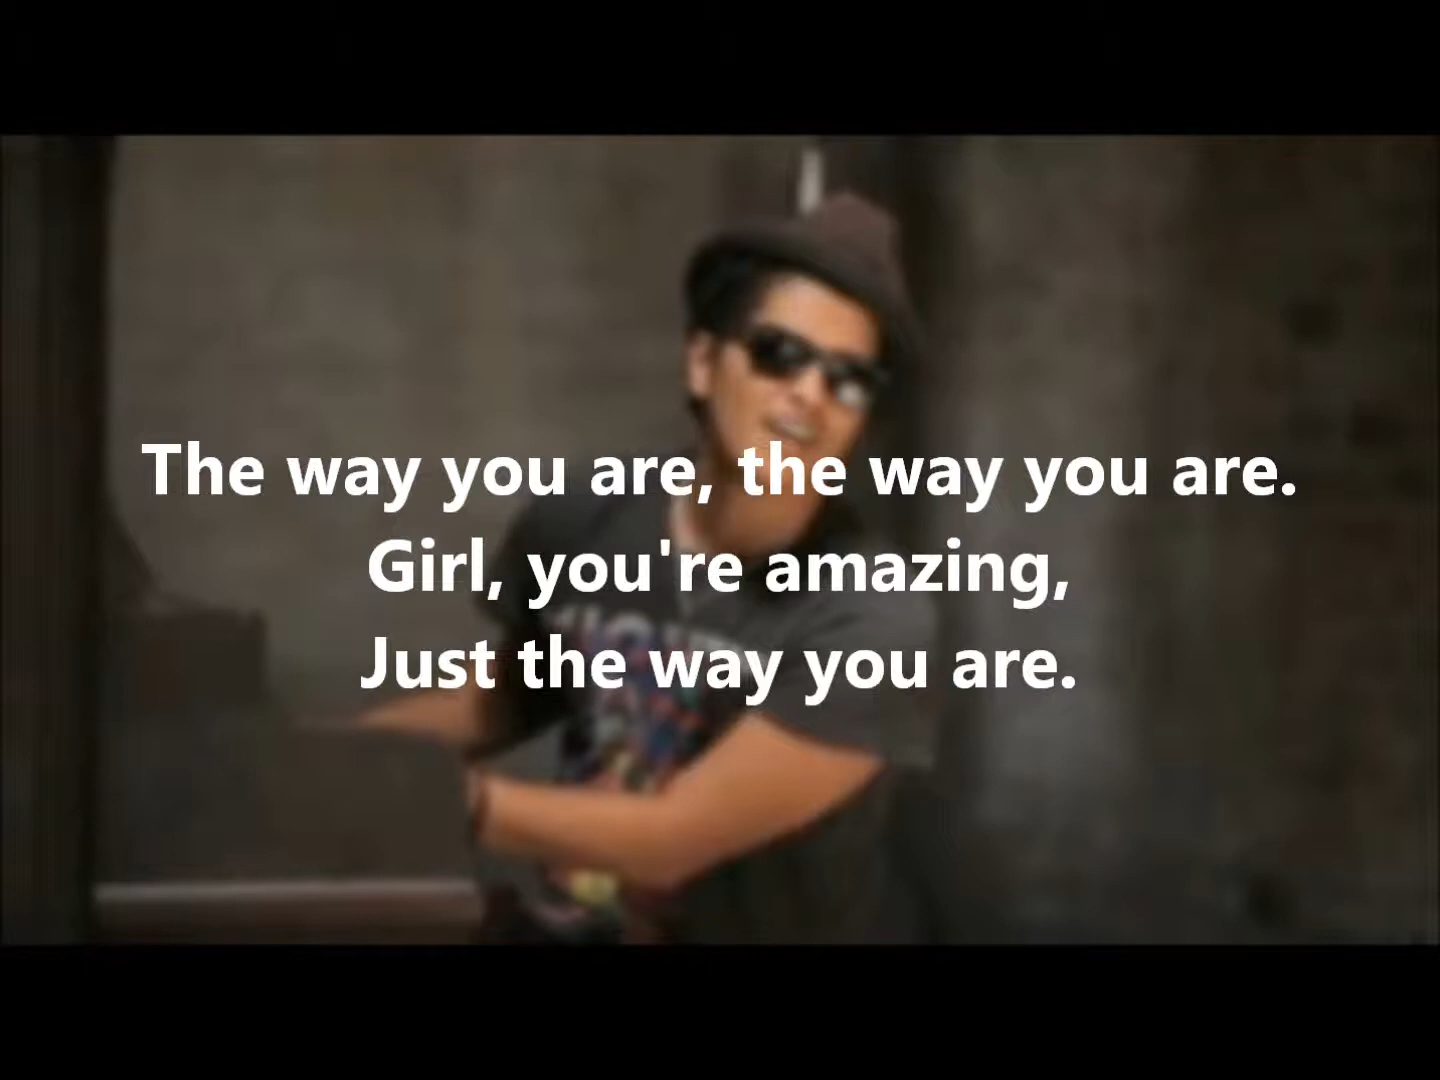 The way you are, the way you are.
Girl, you're amazing,
Just the way you are.